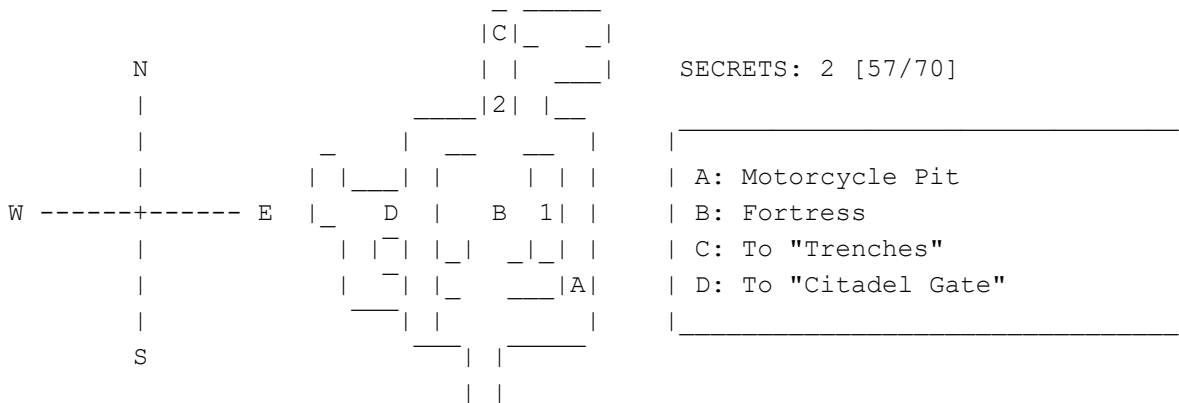 C
N
SECRETS: 2 [57/70]
2
A: Motorcycle Pit
W E D B 1 B: Fortress
C: To "Trenches"
A D: To "Citadel Gate"
S